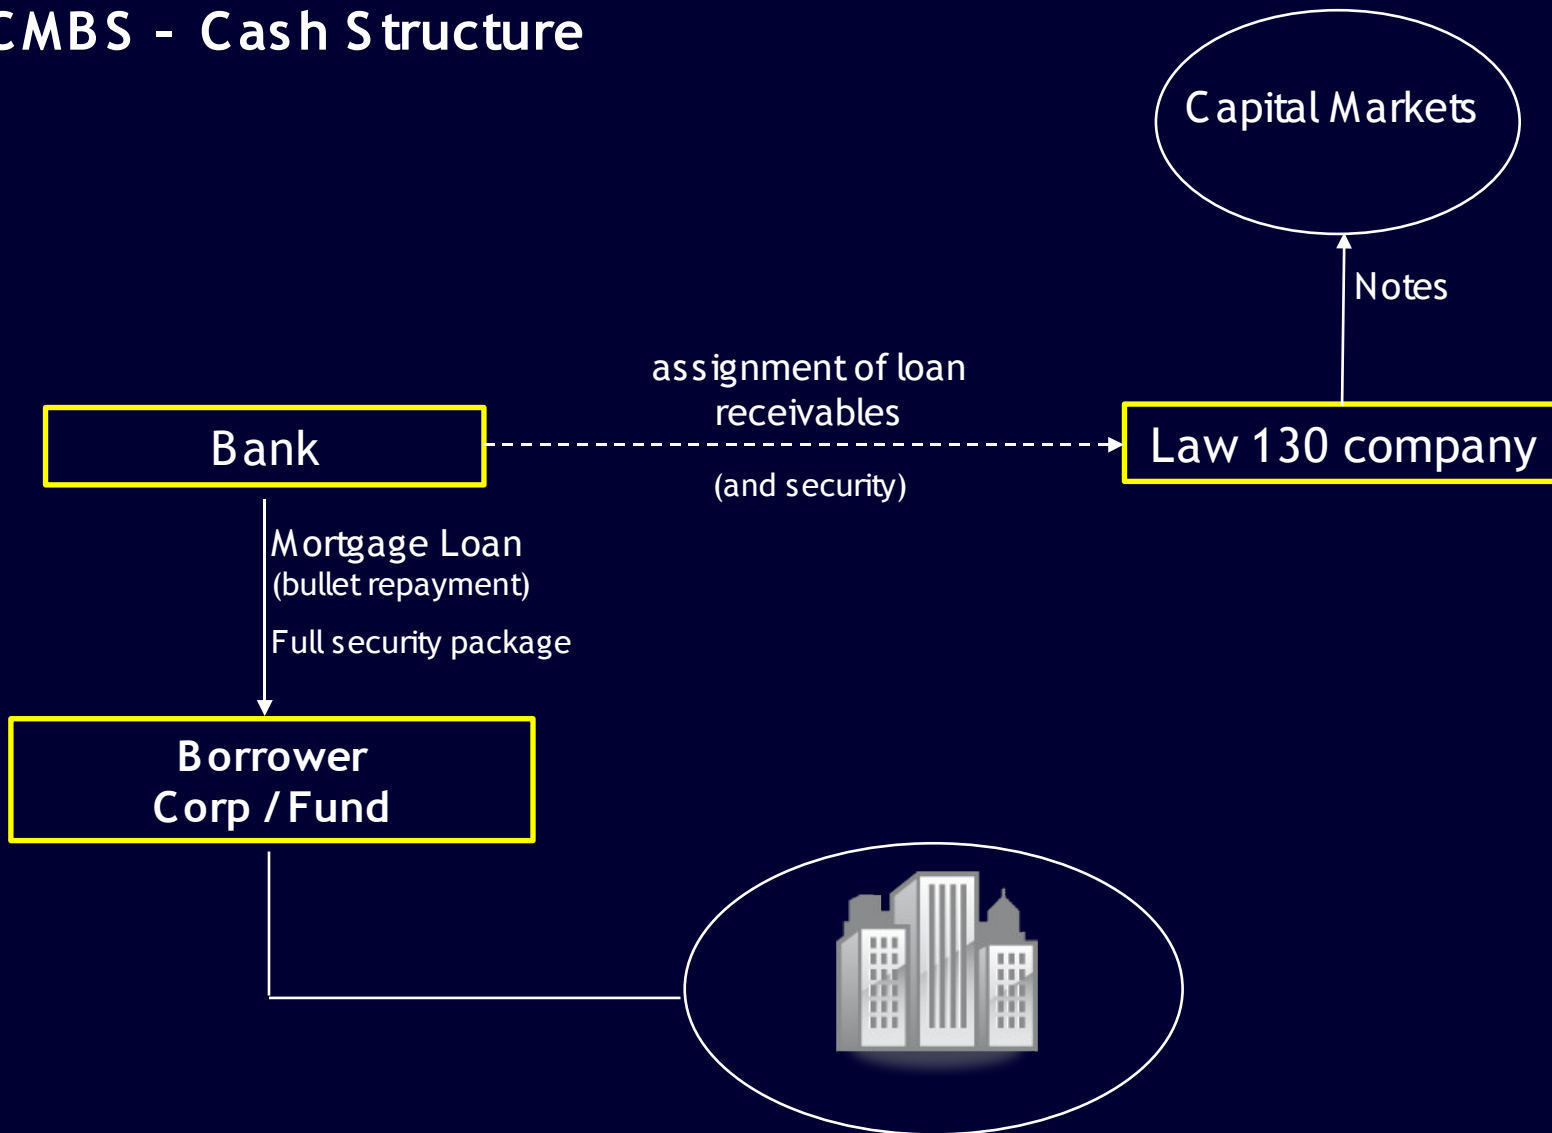 CMBS - Cash Structure
Capital Markets
Notes
assignment of loan
receivables
(and security)
Bank
Law 130 company
Mortgage Loan
(bullet repayment)
Full security package
Borrower
Corp / Fund